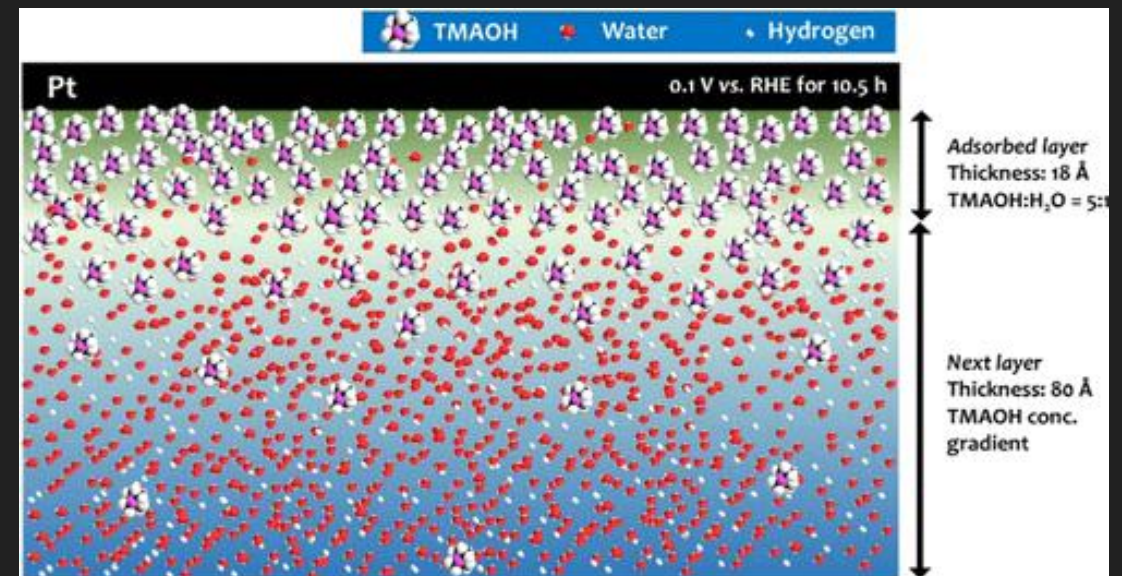 TMAOH Water Hydrogen
Pt
0.1 V vs. RHE for 10.5 h
Adsorbed layer
Thickness: 18 Å
TMAOH:H₂O = 5:1
Next layer
Thickness: 80 Å
TMAOH conc.
gradient